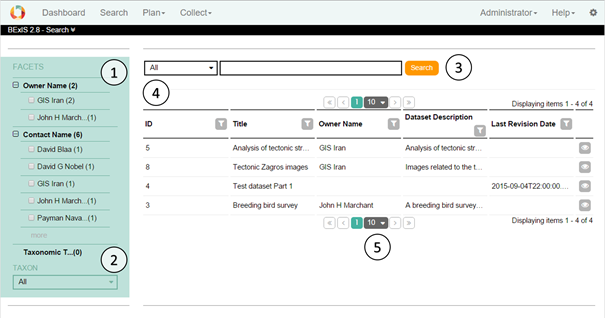 Dashboard Search Plan Collect Administrator Help
BExIS 2.8 - Search
FACETS
1
Owner Name (2)
GIS Iran (2)
John H March...(1)
Contact Name (6)
David Blaa (1)
David G Nobel (1)
GIS Iran (1)
John H March...(1)
Payman Nava...(1)
more
Taxonomic T...(0)
2
TAXON
All
All Search
3
4
1 10 Displaying items 1 - 4 of 4
ID Title Owner Name Dataset Description Last Revision Date
5 Analysis of tectonic str... GIS Iran Analysis of tectonic str...
8 Tectonic Zagros images GIS Iran Images related to the t...
4 Test dataset Part 1 2015-09-04T22:00:00....
3 Breeding bird survey John H Marchant A breeding bird surve...
1 10 Displaying items 1 - 4 of 4
5